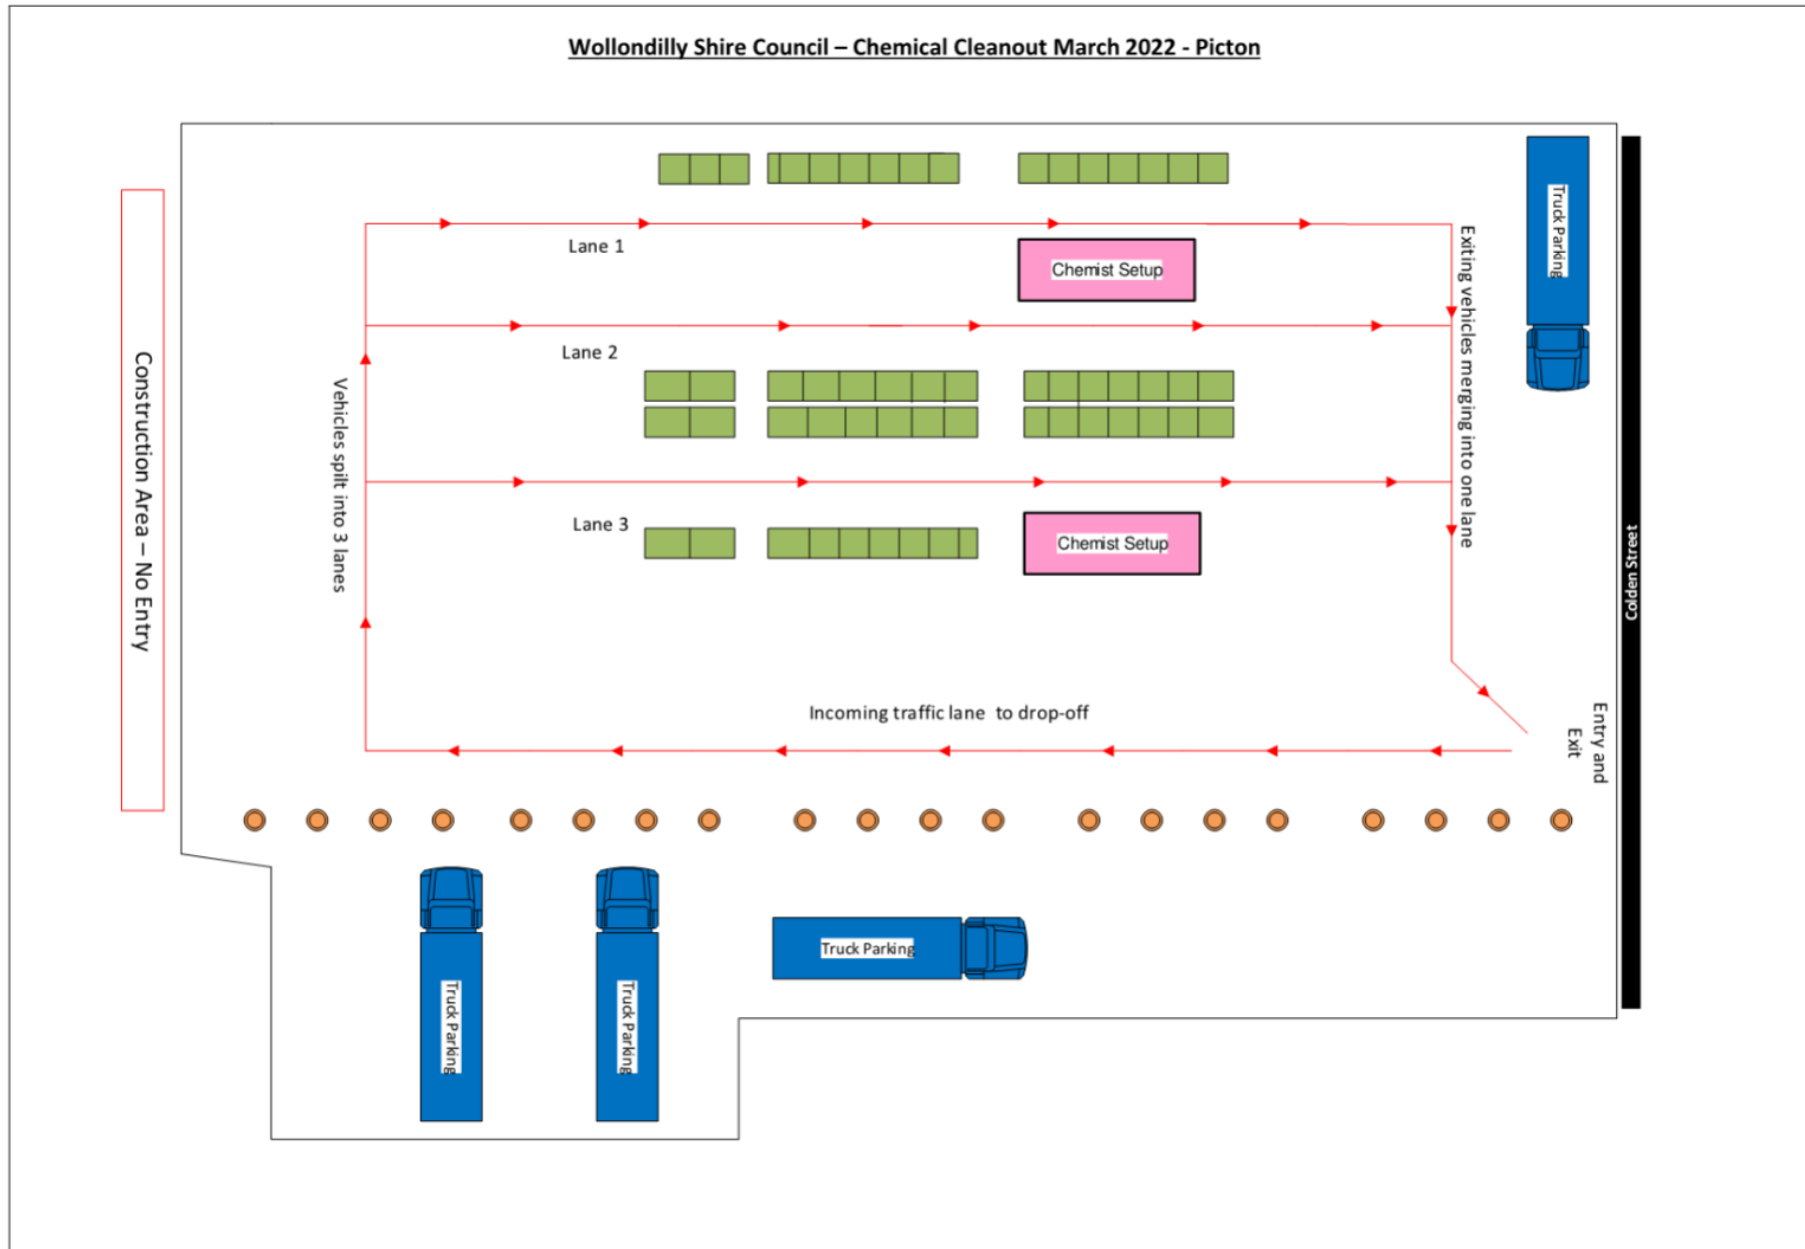 Wollondilly Shire Council – Chemical Cleanout March 2022 - Picton
Truck Parking
Lane 1
Chemist Setup
Exiting vehicles merging into one lane
Lane 2
Construction Area – No Entry
Vehicles spilt into 3 lanes
Lane 3
Chemist Setup
Colden Street
Incoming traffic lane to drop-off
Entry and
Exit
Truck Parking
Truck Parking
Truck Parking